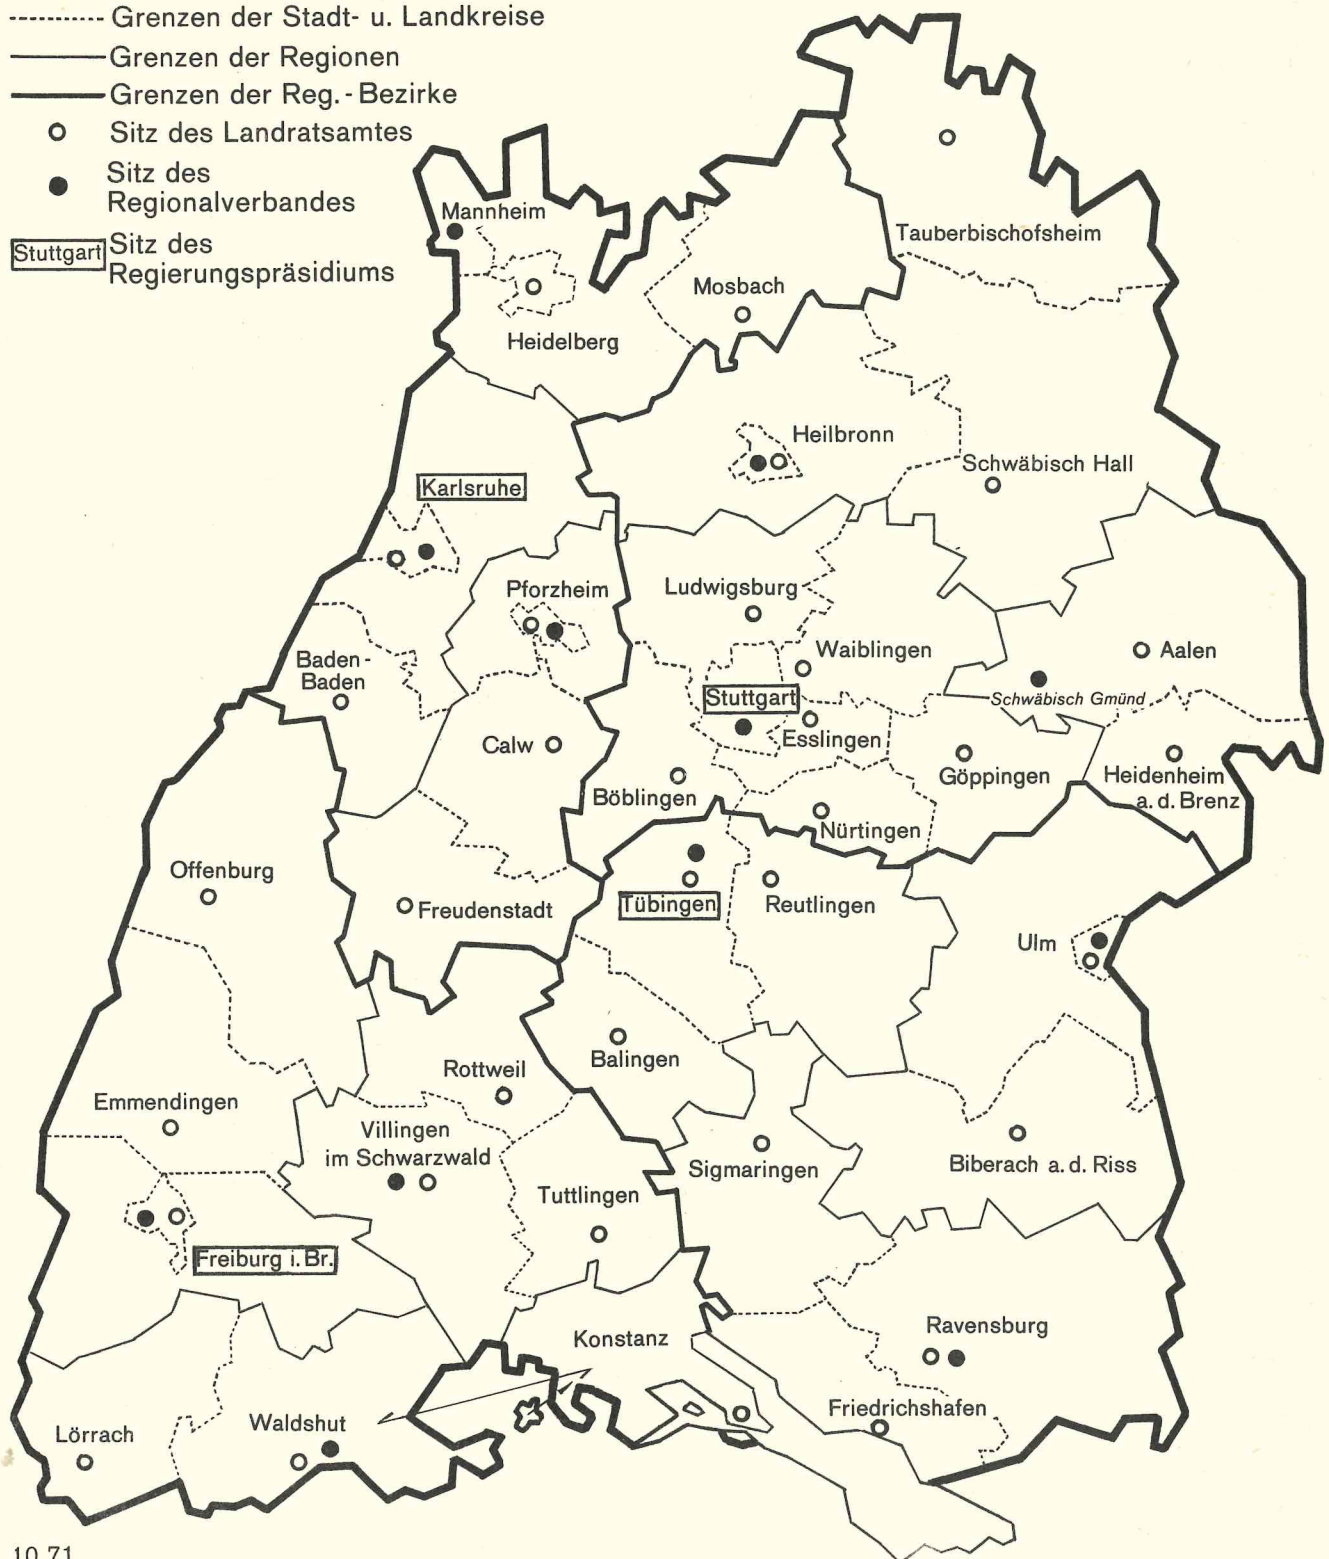 Grenzen der Stadt- u. Landkreise
Grenzen der Regionen
Grenzen der Reg.-Bezirke
Sitz des Landratsamtes
Sitz des
Regionalverbandes
Stuttgart
Sitz des
Regierungspräsidiums
Mannheim
Tauberbischofsheim
Mosbach
Heidelberg
Heilbronn
Schwäbisch Hall
Karlsruhe
Pforzheim
Ludwigsburg
Waiblingen
Aalen
Baden-
Baden
Stuttgart
Schwäbisch Gmünd
Calw
Esslingen
Göppingen
Heidenheim
a. d. Brenz
Böblingen
Nürtingen
Offenburg
Freudenstadt
Tübingen
Reutlingen
Ulm
Balingen
Rottweil
Emmendingen
Villingen
im Schwarzwald
Sigmaringen
Biberach a. d. Riss
Tuttlingen
Freiburg i. Br.
Konstanz
Ravensburg
Friedrichshafen
Waldshut
Lörrach
10.71